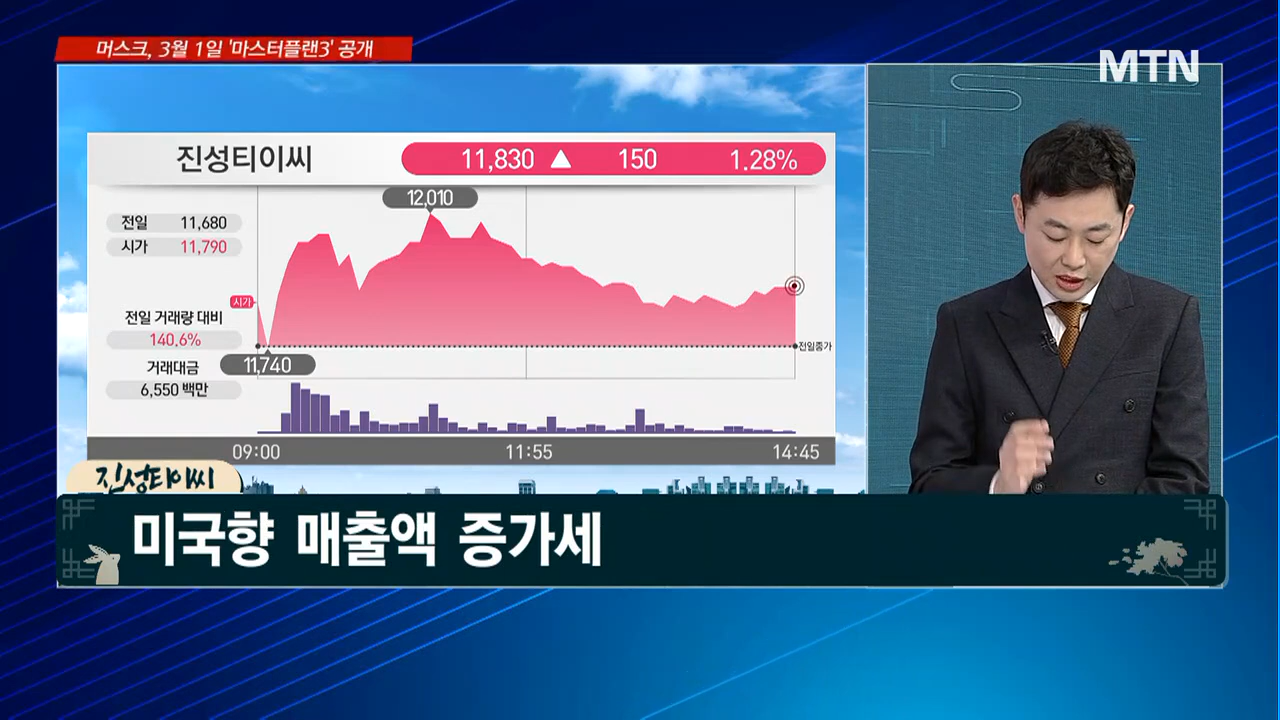 머스크, 3월 1일 '마스터플랜3' 공개
MTN
진성티이씨
11,830 ▲ 150 1.28%
12,010
전일 11,680
시가 11,790
시가
전일 거래량 대비
140.6%
전일종가
거래대금
11,740
6,550 백만
09:00 11:55 14:45
진성티이씨
미국향 매출액 증가세